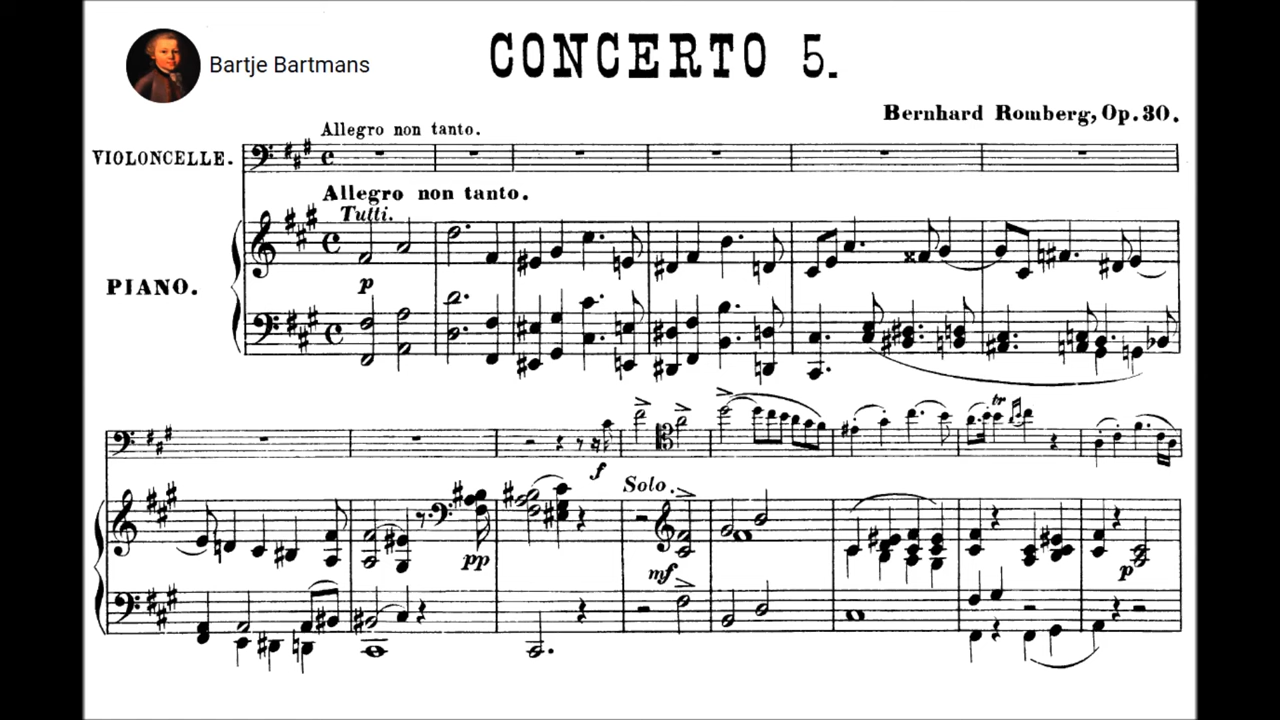 Bartje Bartmans
CONCERTO 5.
Bernhard Romberg, Op. 30.
Allegro non tanto.
VIOLONCELLE.
Allegro non tanto.
Tutti.
PIANO.
p
tr
f
Solo.
pp
mf
p